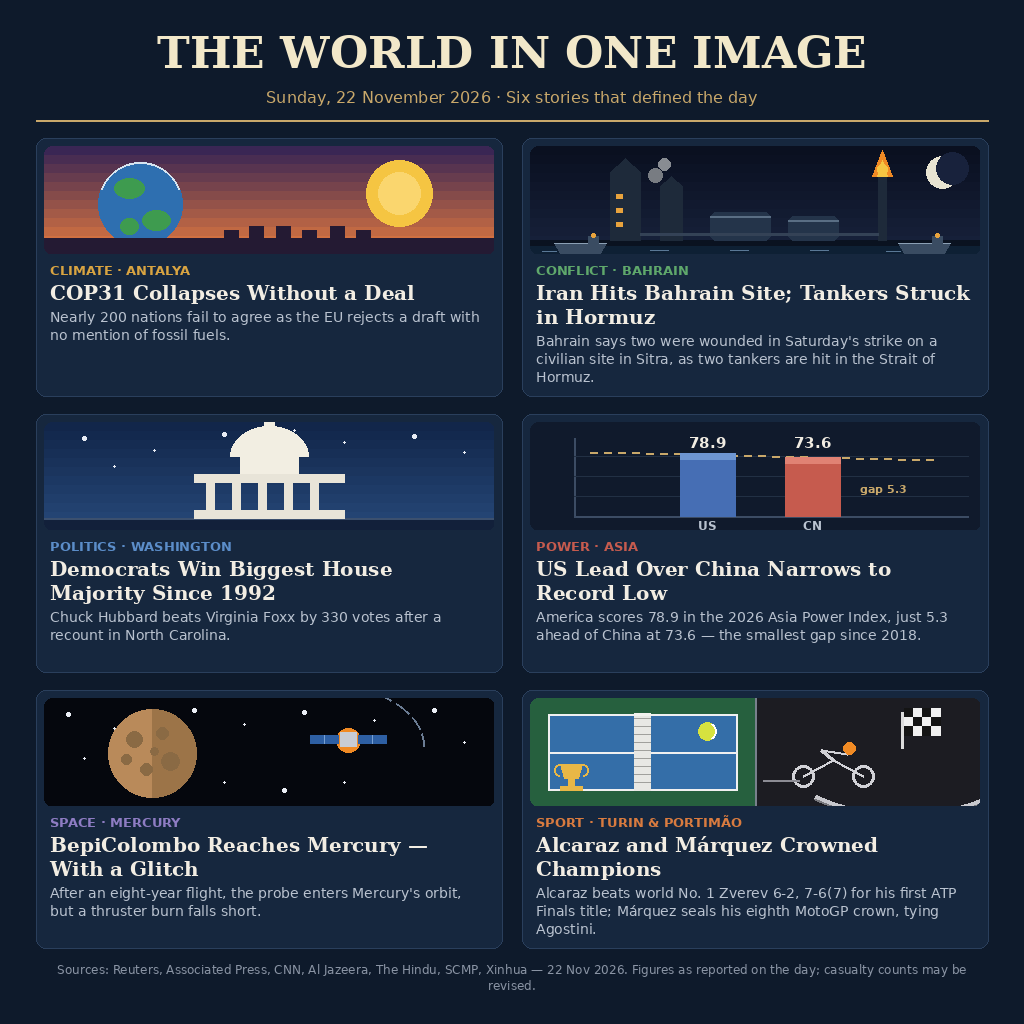 THE WORLD IN ONE IMAGE
Sunday, 22 November 2026 · Six stories that defined the day
CLIMATE · ANTALYA
COP31 Collapses Without a Deal
Nearly 200 nations fail to agree as the EU rejects a draft with
no mention of fossil fuels.
CONFLICT · BAHRAIN
Iran Hits Bahrain Site; Tankers Struck
in Hormuz
Bahrain says two were wounded in Saturday's strike on a
civilian site in Sitra, as two tankers are hit in the Strait of
Hormuz.
POLITICS · WASHINGTON
Democrats Win Biggest House
Majority Since 1992
Chuck Hubbard beats Virginia Foxx by 330 votes after a
recount in North Carolina.
78.9 73.6
gap 5.3
US CN
POWER · ASIA
US Lead Over China Narrows to
Record Low
America scores 78.9 in the 2026 Asia Power Index, just 5.3
ahead of China at 73.6 — the smallest gap since 2018.
SPACE · MERCURY
BepiColombo Reaches Mercury —
With a Glitch
After an eight-year flight, the probe enters Mercury's orbit,
but a thruster burn falls short.
SPORT · TURIN & PORTIMÃO
Alcaraz and Márquez Crowned
Champions
Alcaraz beats world No. 1 Zverev 6-2, 7-6(7) for his first ATP
Finals title; Márquez seals his eighth MotoGP crown, tying
Agostini.
Sources: Reuters, Associated Press, CNN, Al Jazeera, The Hindu, SCMP, Xinhua — 22 Nov 2026. Figures as reported on the day; casualty counts may be
revised.